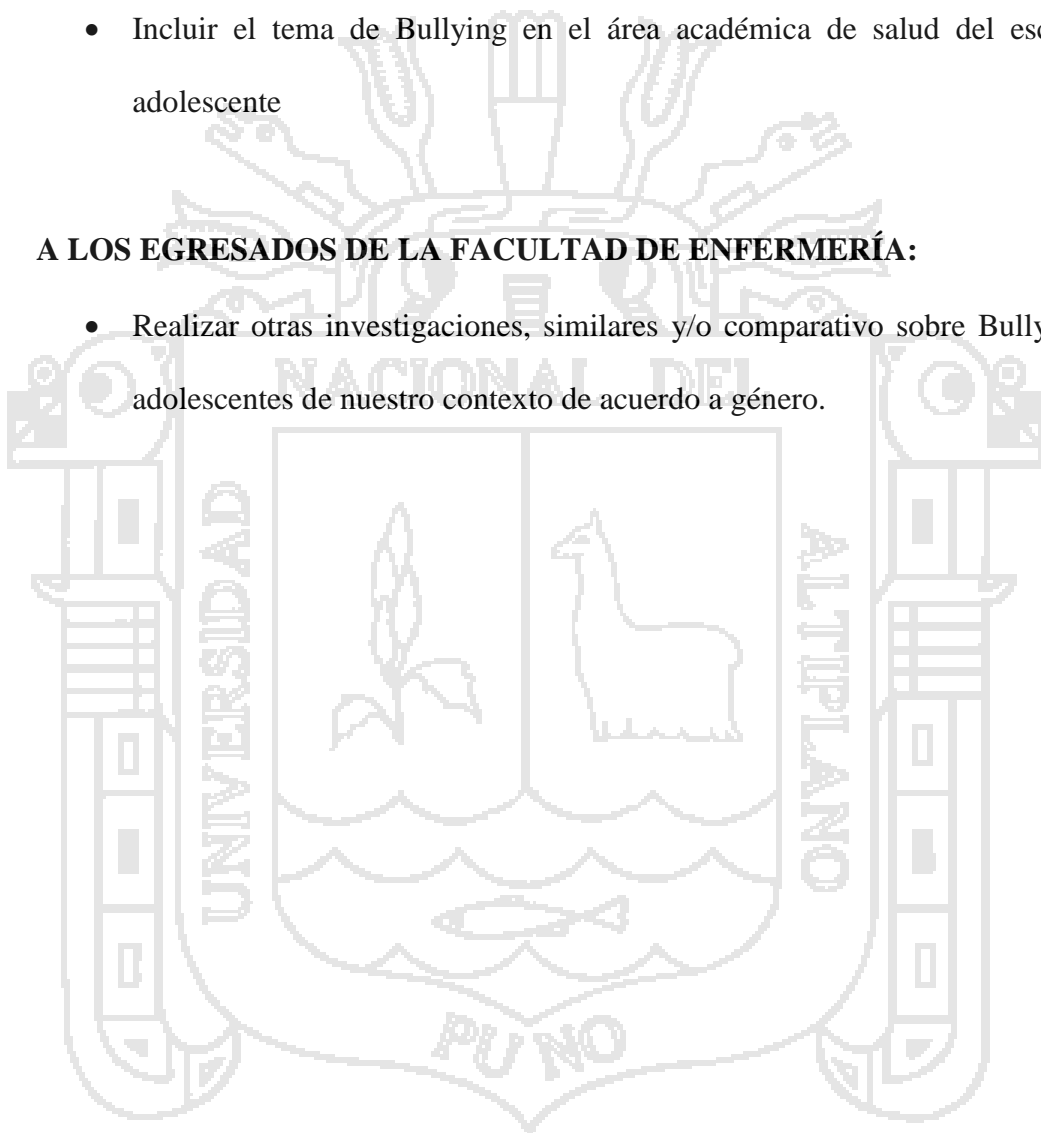 • Incluir el tema de Bullying en el área académica de salud del
adolescente
A LOS EGRESADOS DE LA FACULTAD DE ENFERMERÍA:
• Realizar otras investigaciones, similares y/o comparativo sobre
adolescentes de nuestro contexto de acuerdo a género.
NACIONAL DEL
UNIVERSIDAD
ALTIPLANO
PUNO